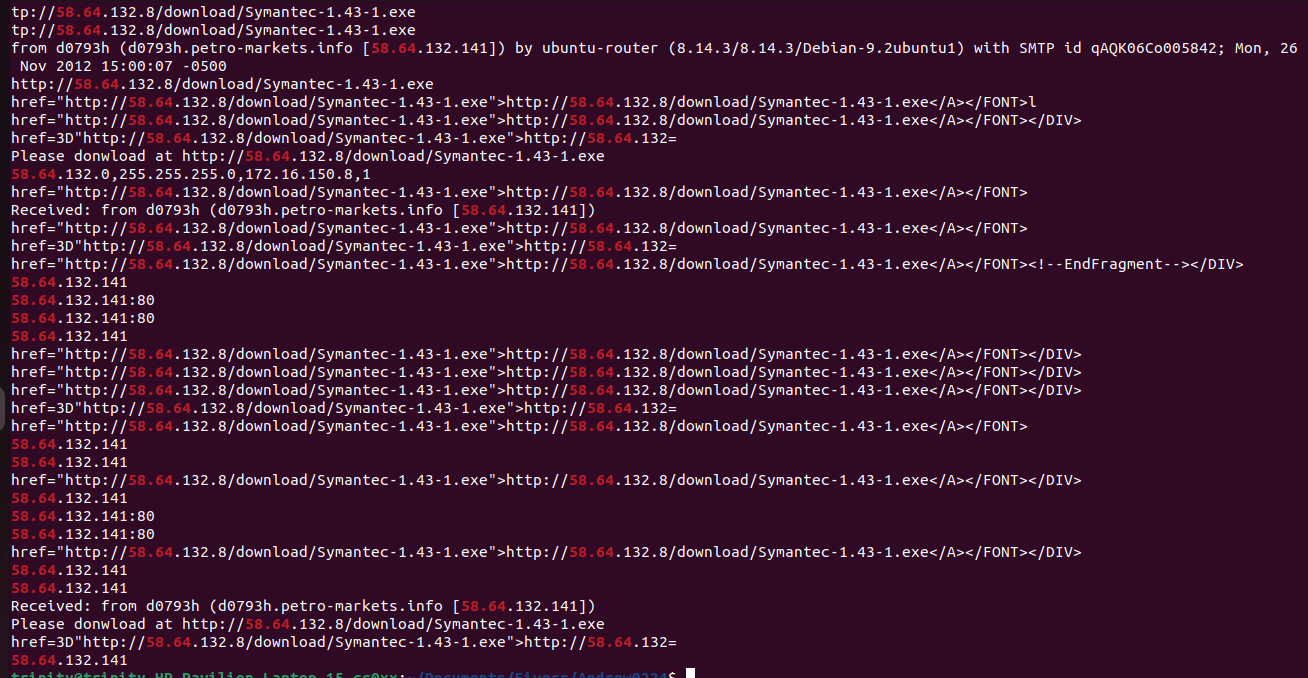 tp://58.64.132.8/download/Symantec-1.43-1.exe
tp://58.64.132.8/download/Symantec-1.43-1.exe
from d0793h (d0793h.petro-markets.info [58.64.132.141]) by ubuntu-router (8.14.3/8.14.3/Debian-9.2ubuntu1) with SMTP id qAQK06Co005842; Mon, 26
Nov 2012 15:00:07 -0500
http://58.64.132.8/download/Symantec-1.43-1.exe
href="http://58.64.132.8/download/Symantec-1.43-1.exe">http://58.64.132.8/download/Symantec-1.43-1.exe</A></FONT>l
href="http://58.64.132.8/download/Symantec-1.43-1.exe">http://58.64.132.8/download/Symantec-1.43-1.exe</A></FONT></DIV>
href=3D"http://58.64.132.8/download/Symantec-1.43-1.exe">http://58.64.132=
Please donwload at http://58.64.132.8/download/Symantec-1.43-1.exe
58.64.132.0,255.255.255.0,172.16.150.8,1
href="http://58.64.132.8/download/Symantec-1.43-1.exe">http://58.64.132.8/download/Symantec-1.43-1.exe</A></FONT>
Received: from d0793h (d0793h.petro-markets.info [58.64.132.141])
href="http://58.64.132.8/download/Symantec-1.43-1.exe">http://58.64.132.8/download/Symantec-1.43-1.exe</A></FONT>
href=3D"http://58.64.132.8/download/Symantec-1.43-1.exe">http://58.64.132=
href="http://58.64.132.8/download/Symantec-1.43-1.exe">http://58.64.132.8/download/Symantec-1.43-1.exe</A></FONT><!--EndFragment--></DIV>
58.64.132.141
58.64.132.141:80
58.64.132.141:80
58.64.132.141
href="http://58.64.132.8/download/Symantec-1.43-1.exe">http://58.64.132.8/download/Symantec-1.43-1.exe</A></FONT></DIV>
href="http://58.64.132.8/download/Symantec-1.43-1.exe">http://58.64.132.8/download/Symantec-1.43-1.exe</A></FONT></DIV>
href="http://58.64.132.8/download/Symantec-1.43-1.exe">http://58.64.132.8/download/Symantec-1.43-1.exe</A></FONT></DIV>
href=3D"http://58.64.132.8/download/Symantec-1.43-1.exe">http://58.64.132=
href="http://58.64.132.8/download/Symantec-1.43-1.exe">http://58.64.132.8/download/Symantec-1.43-1.exe</A></FONT>
58.64.132.141
58.64.132.141
href="http://58.64.132.8/download/Symantec-1.43-1.exe">http://58.64.132.8/download/Symantec-1.43-1.exe</A></FONT></DIV>
58.64.132.141
58.64.132.141:80
58.64.132.141:80
href="http://58.64.132.8/download/Symantec-1.43-1.exe">http://58.64.132.8/download/Symantec-1.43-1.exe</A></FONT></DIV>
58.64.132.141
58.64.132.141
Received: from d0793h (d0793h.petro-markets.info [58.64.132.141])
Please donwload at http://58.64.132.8/download/Symantec-1.43-1.exe
href=3D"http://58.64.132.8/download/Symantec-1.43-1.exe">http://58.64.132=
58.64.132.141